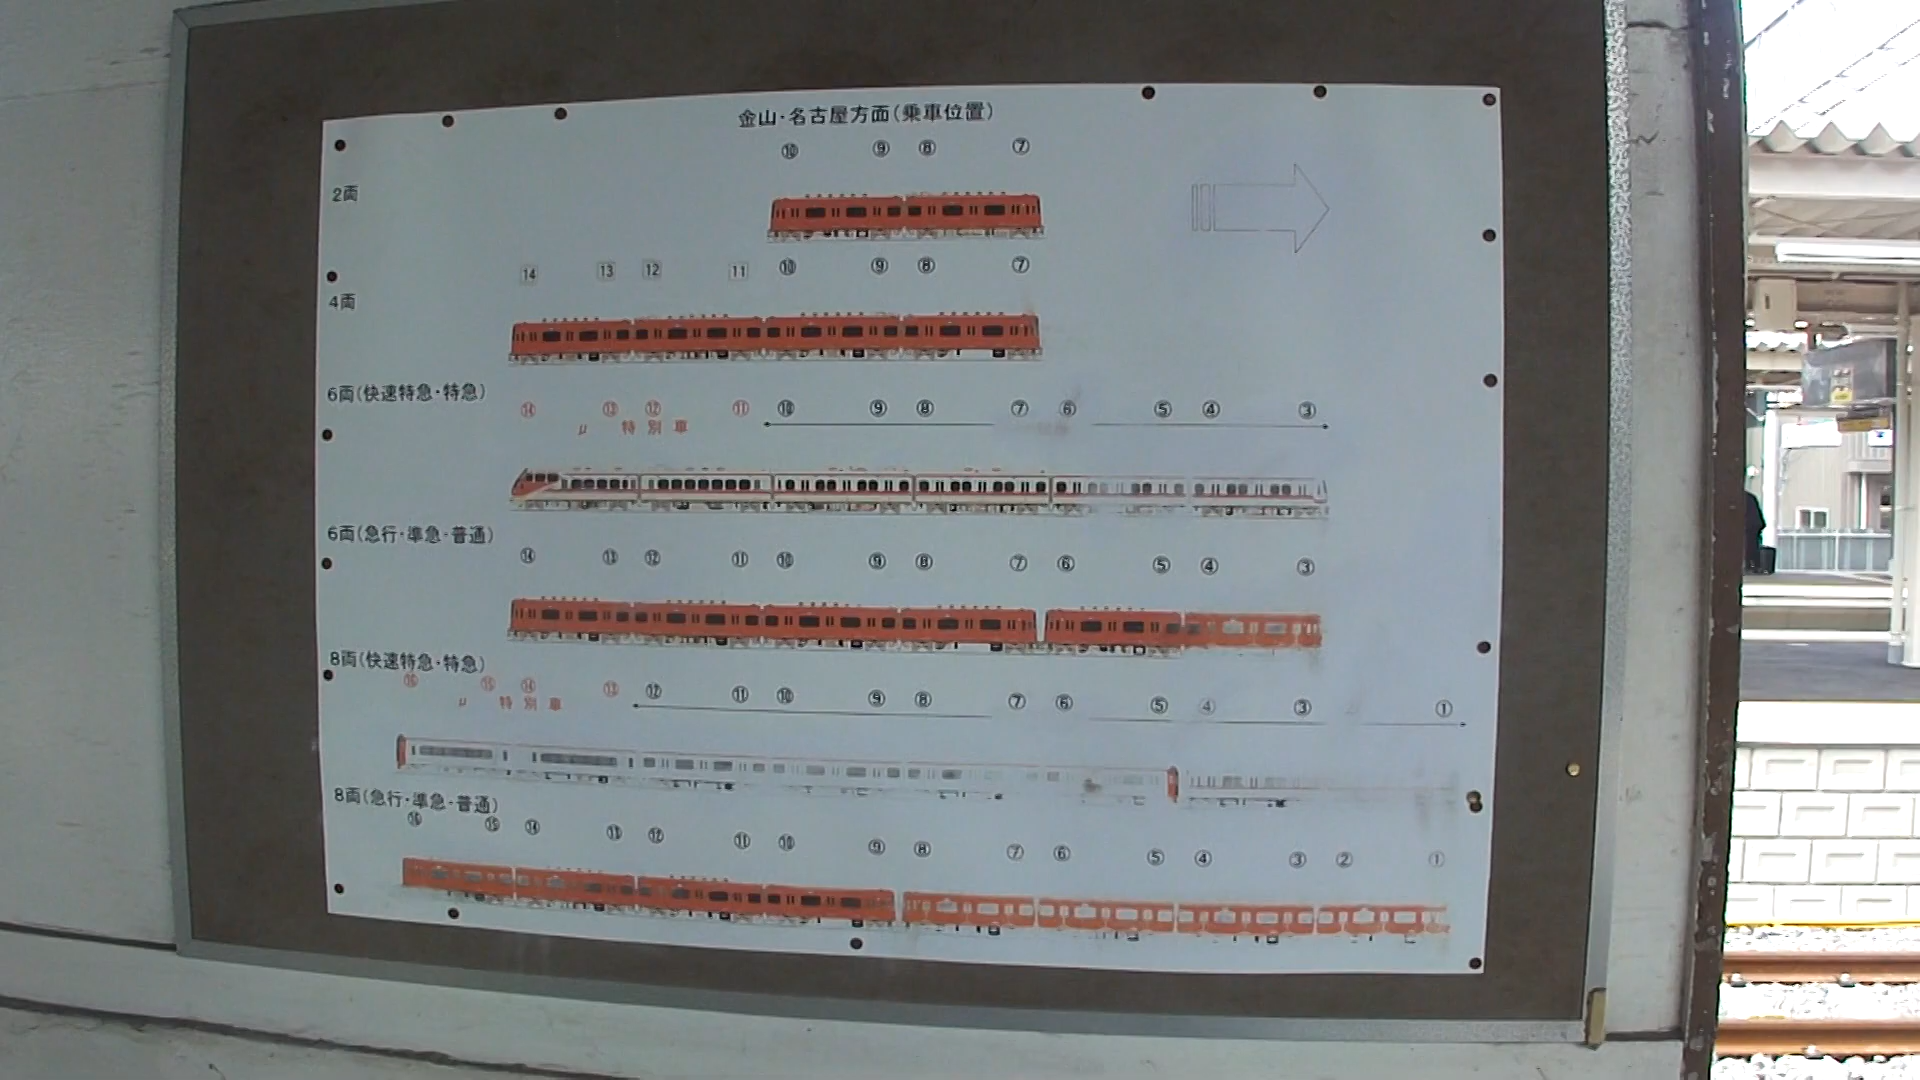 金山・名古屋方面(乗車位置)
⑩ ⑨ ⑧ ⑦
2両
14 13 12 11 ⑩ ⑨ ⑧ ⑦
4両
6両(快速特急・特急)
⑭ ⑬ ⑫ ⑪ ⑩ ⑨ ⑧ ⑦ ⑥ ⑤ ④ ③
μ 特別車
6両(急行・準急・普通)
⑭ ⑬ ⑫ ⑪ ⑩ ⑨ ⑧ ⑦ ⑥ ⑤ ④ ③
8両(快速特急・特急)
⑯ ⑮ ⑭ ⑬ ⑫ ⑪ ⑩ ⑨ ⑧ ⑦ ⑥ ⑤ ④ ③ ①
μ 特別車
8両(急行・準急・普通)
⑯ ⑮ ⑭ ⑬ ⑫ ⑪ ⑩ ⑨ ⑧ ⑦ ⑥ ⑤ ④ ③ ② ①